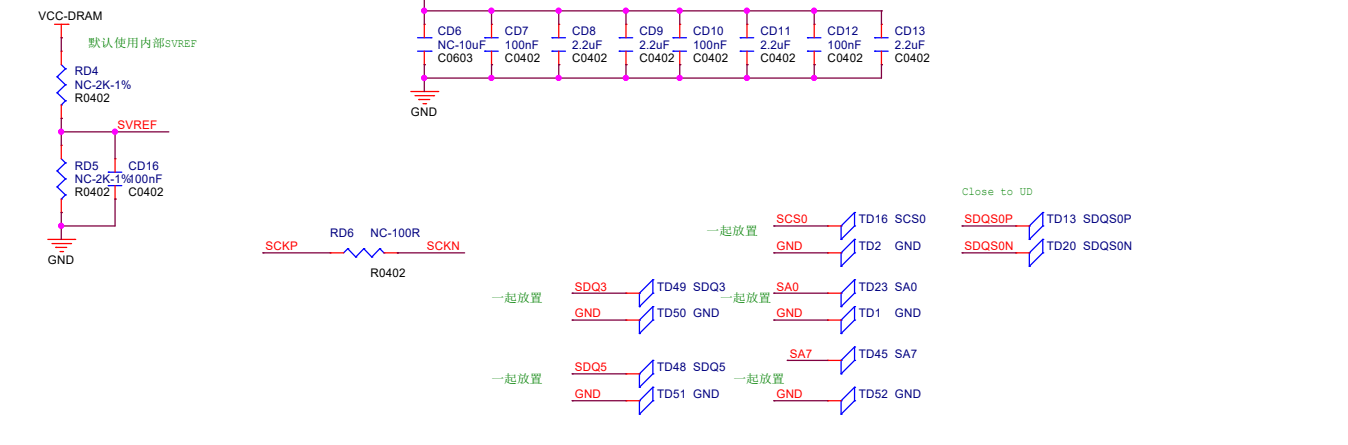 VCC-DRAM
默认使用内部SVREF
RD4
NC-2K-1%
R0402
SVREF
RD5
NC-2K-1%
R0402
CD16
100nF
C0402
GND
CD6
NC-10uF
C0603
CD7
100nF
C0402
CD8
2.2uF
C0402
CD9
2.2uF
C0402
CD10
100nF
C0402
CD11
2.2uF
C0402
CD12
100nF
C0402
CD13
2.2uF
C0402
GND
RD6 NC-100R
SCKP SCKN
R0402
一起放置
SCS0 TD16 SCS0
GND TD2 GND
Close to UD
SDQS0P TD13 SDQS0P
SDQS0N TD20 SDQS0N
一起放置
SDQ3 TD49 SDQ3
GND TD50 GND
一起放置
SA0 TD23 SA0
GND TD1 GND
一起放置
SDQ5 TD48 SDQ5
GND TD51 GND
一起放置
SA7 TD45 SA7
GND TD52 GND